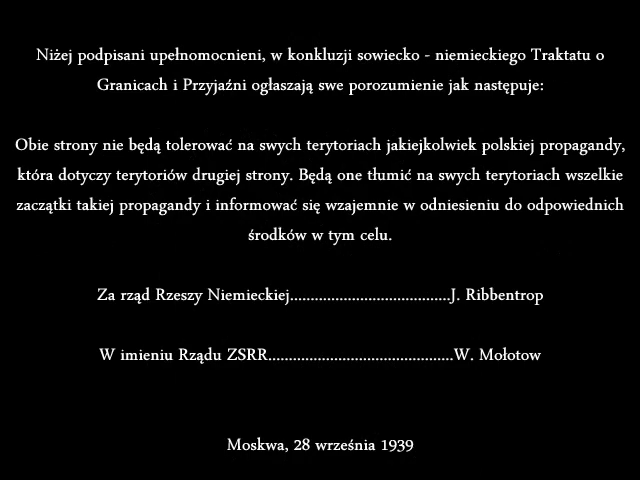 Niżej podpisani upełnomocnieni, w konkluzji sowiecko - niemieckiego Traktatu o
Granicach i Przyjaźni ogłaszają swe porozumienie jak następuje:
Obie strony nie będą tolerować na swych terytoriach jakiejkolwiek polskiej propagandy,
która dotyczy terytoriów drugiej strony. Będą one tłumić na swych terytoriach wszelkie
zaczątki takiej propagandy i informować się wzajemnie w odniesieniu do odpowiednich
środków w tym celu.
Za rząd Rzeszy Niemieckiej.......................................J. Ribbentrop
W imieniu Rządu ZSRR.............................................W. Mołotow
Moskwa, 28 września 1939